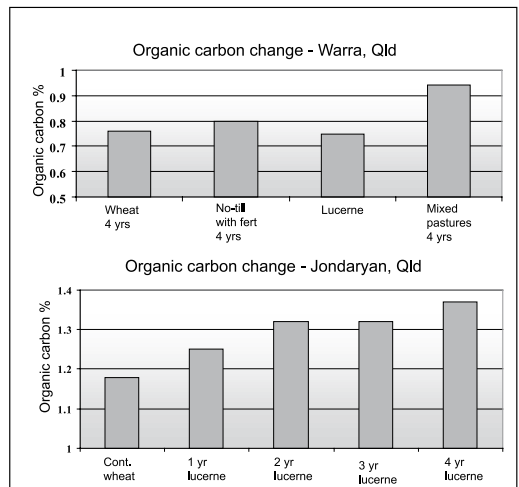 Organic carbon change - Warra, Qld
Organic carbon %
1
0.9
0.8
0.7
0.6
0.5
Wheat
4 yrs
No-till
with fert
4 yrs
Lucerne
Mixed
pastures
4 yrs
Organic carbon change - Jondaryan, Qld
Organic carbon %
1.4
1.3
1.2
1.1
1
Cont.
wheat
1 yr
lucerne
2 yr
lucerne
3 yr
lucerne
4 yr
lucerne